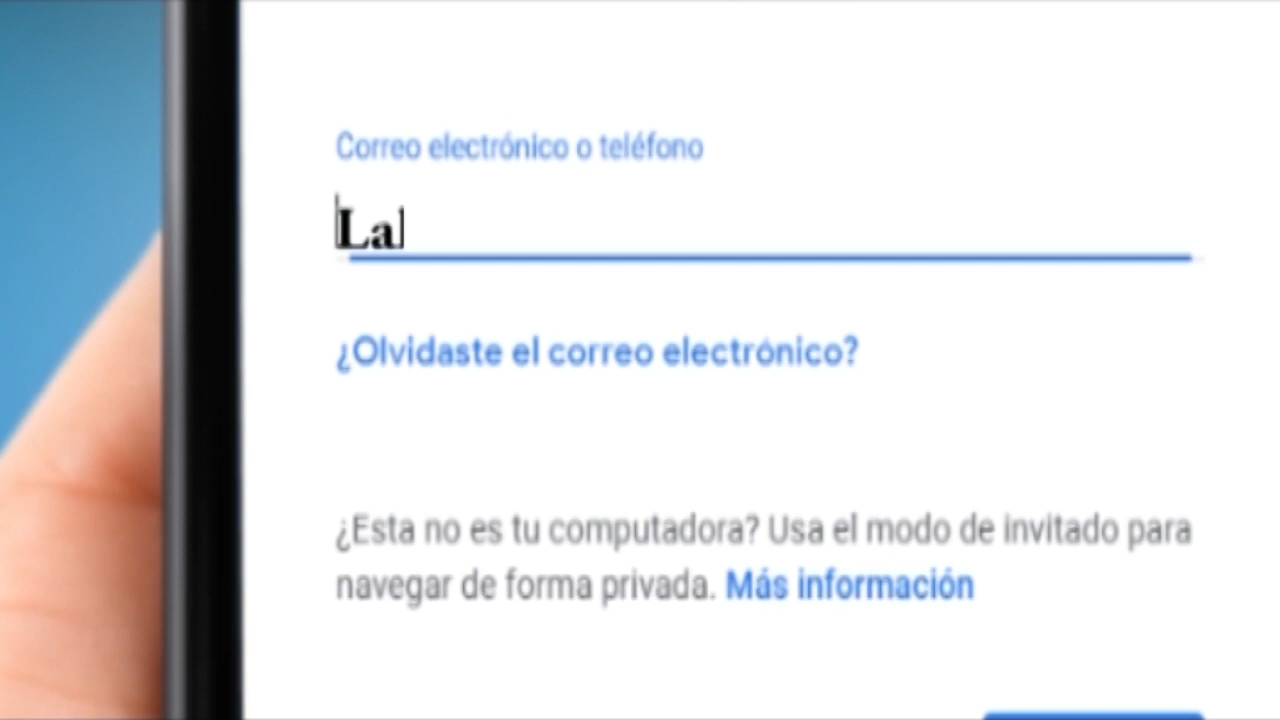 Correo electrónico o teléfono
La
¿Olvidaste el correo electrónico?
¿Esta no es tu computadora? Usa el modo de invitado para
navegar de forma privada. Más información